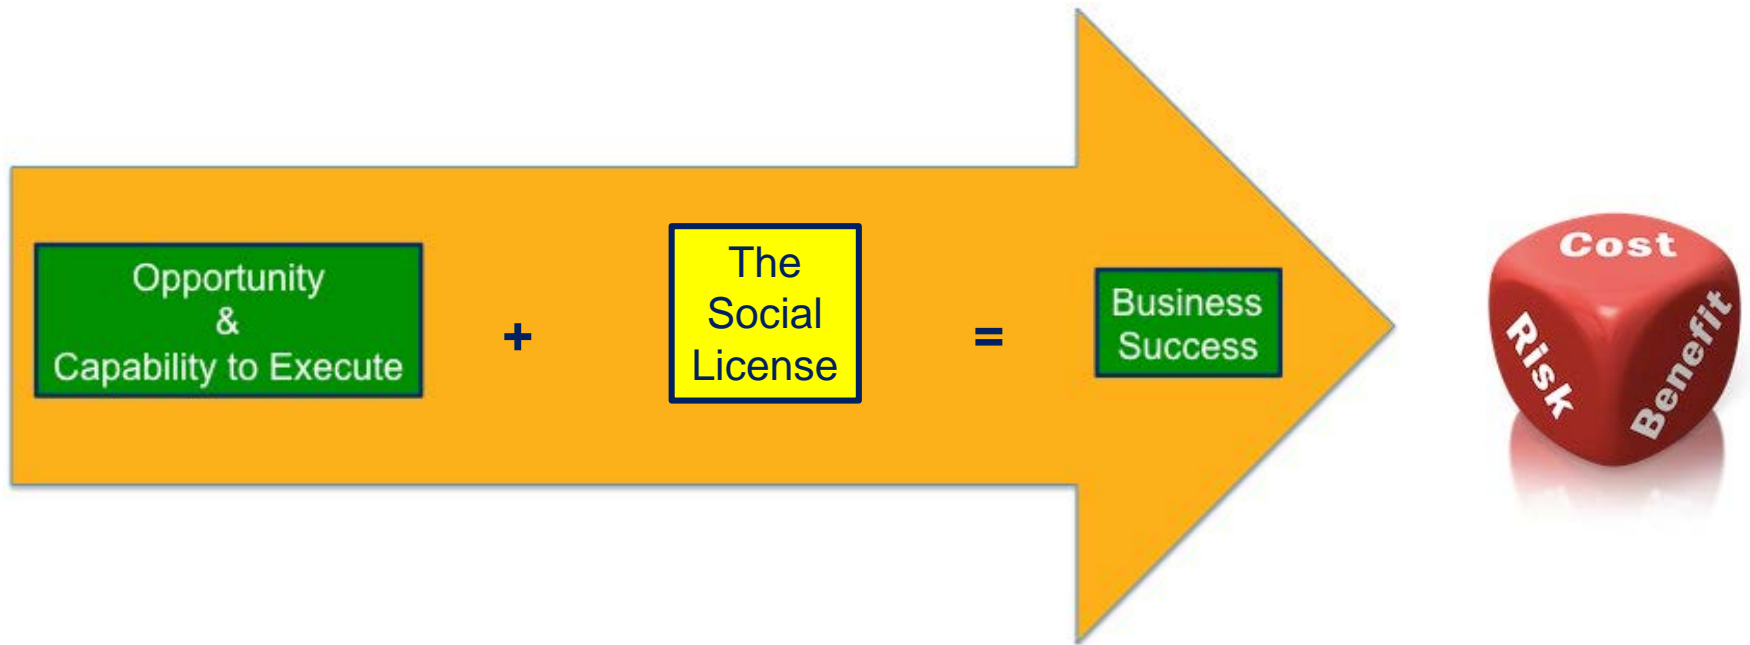 Opportunity
&
Capability to Execute
+
The
Social
License
=
Business
Success
Cost
Risk
Benefit